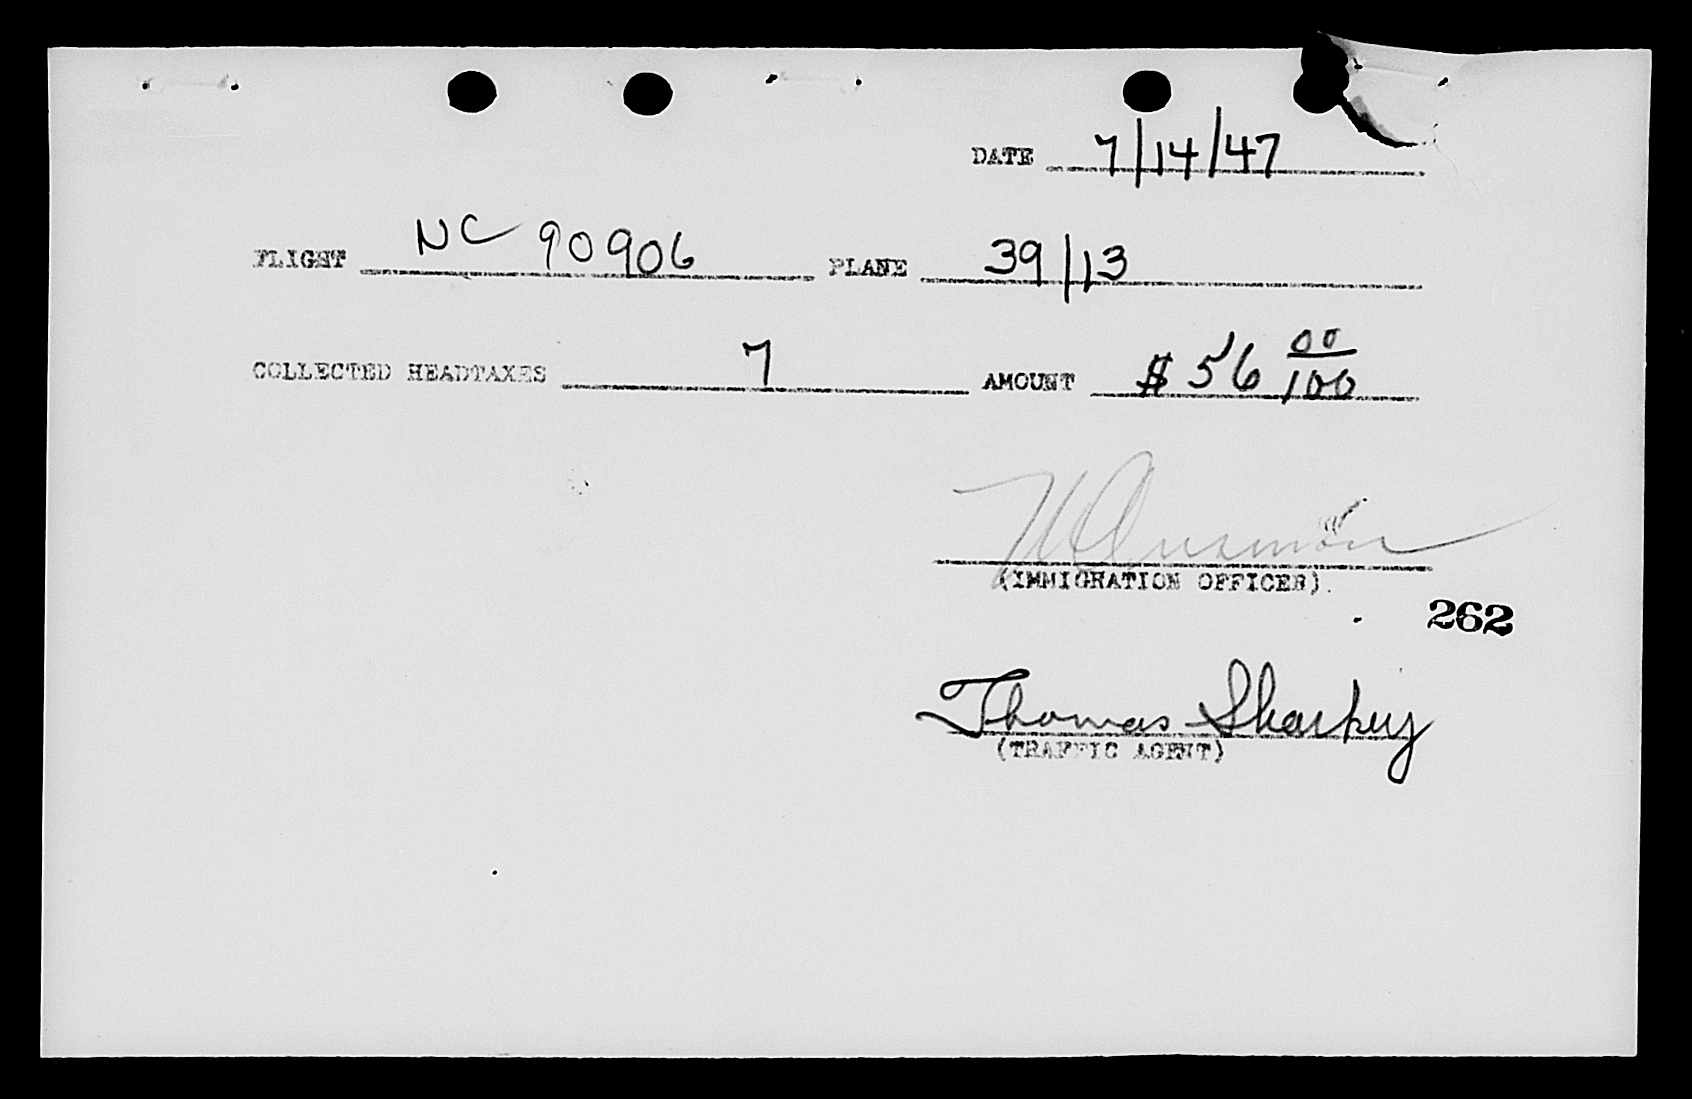 DATE 7/14/47
FLIGHT NC 90906 PLANE 39/13
COLLECTED HEADTAXES 7 AMOUNT $56 00/100
(IMMIGRATION OFFICER).
262
Thomas Sharkey
(TRAFFIC AGENT)